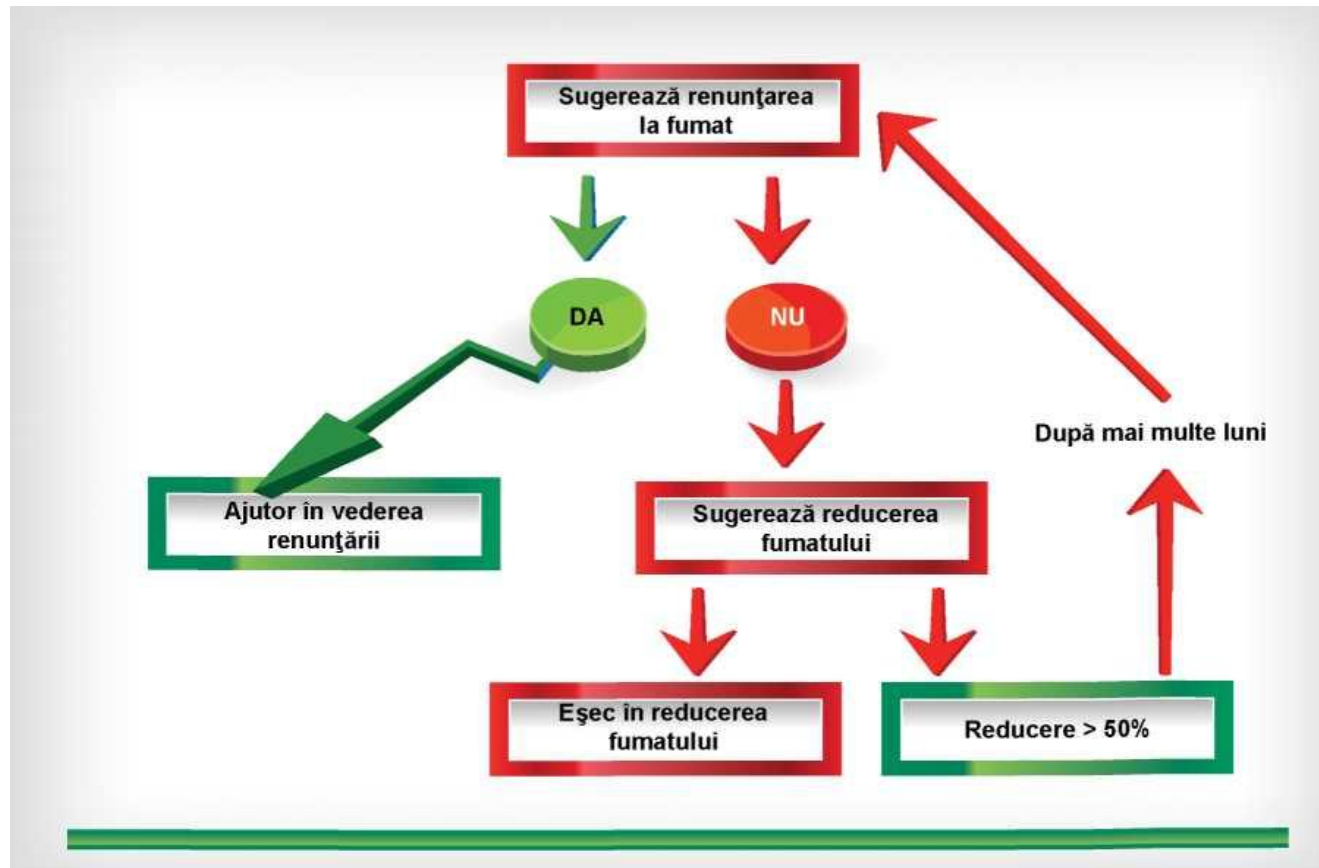 Sugerează renunţarea
la fumat
DA
NU
După mai multe luni
Ajutor în vederea
renunţării
Sugerează reducerea
fumatului
Eşec în reducerea
fumatului
Reducere > 50%